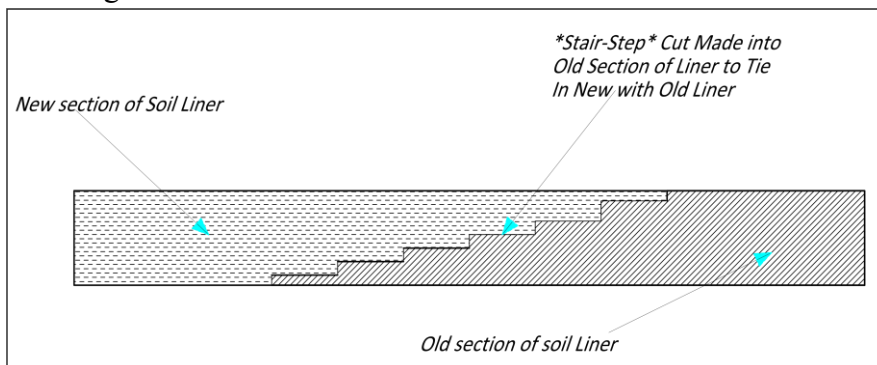 *Stair-Step* Cut Made into
Old Section of Liner to Tie
In New with Old Liner
New section of Soil Liner
Old section of soil Liner